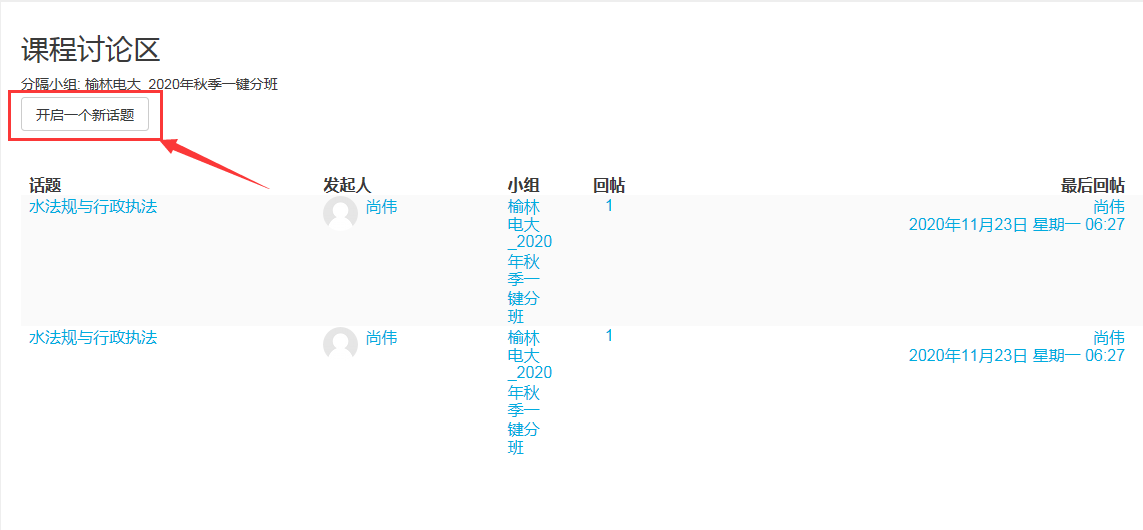 课程讨论区
分隔小组: 榆林电大_2020年秋季一键分班
开启一个新话题
话题 发起人 小组 回帖 最后回帖
水法规与行政执法 尚伟 榆林 1 尚伟
电大 2020年11月23日 星期一 06:27
_2020
年秋
季一
键分
班
水法规与行政执法 尚伟 榆林 1 尚伟
电大 2020年11月23日 星期一 06:27
_2020
年秋
季一
键分
班